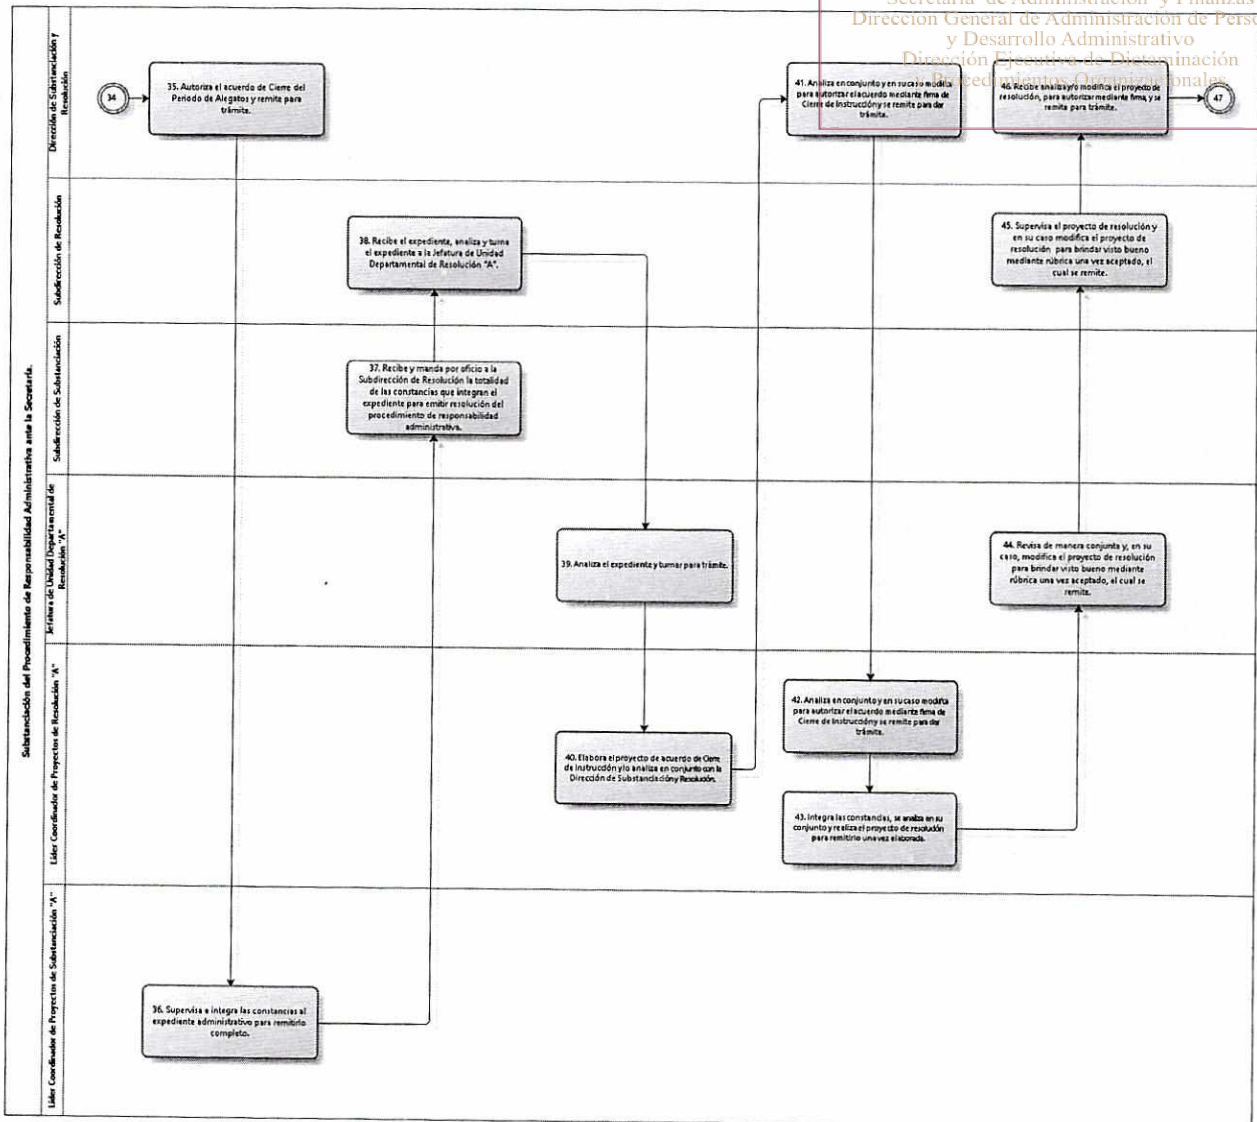 Secretaría de Administración y Finanzas
Dirección General de Administración de Perso
y Desarrollo Administrativo
Dirección Ejecutiva de Dictaminación
y Procedimientos Organizacionales
Substanciación del Procedimiento de Responsabilidad Administrativa ante la Secretaría.
Dirección de Substanciación y
Resolución
34
35. Autoriza el acuerdo de Cierre del
Periodo de Alegatos y remite para
trámite.
41. Analiza en conjunto y en su caso modifica
para autorizar el acuerdo mediante firma de
Cierre de Instrucción y se remite para dar
trámite.
46. Recibe analiza y/o modifica el proyecto de
resolución, para autorizar mediante firma, y se
remita para trámite.
47
Subdirección de Resolución
38. Recibe el expediente, analiza y turna
el expediente a la Jefatura de Unidad
Departamental de Resolución "A".
45. Supervisa el proyecto de resolución y
en su caso modifica el proyecto de
resolución para brindar visto bueno
mediante rúbrica una vez aceptado, el
cual se remite.
Subdirección de Substanciación
37. Recibe y manda por oficio a la
Subdirección de Resolución la totalidad
de las constancias que integran el
expediente para emitir resolución del
procedimiento de responsabilidad
administrativa.
Jefatura de Unidad Departamental de
Resolución "A"
39. Analiza el expediente y turnar para trámite.
44. Revisa de manera conjunta y, en su
caso, modifica el proyecto de resolución
para brindar visto bueno mediante
rúbrica una vez aceptado, el cual se
remite.
Líder Coordinador de Proyectos de Resolución "A"
40. Elabora el proyecto de acuerdo de Cierre
de Instrucción y lo analiza en conjunto con la
Dirección de Substanciación y Resolución.
42. Analiza en conjunto y en su caso modifica
para autorizar el acuerdo mediante firma de
Cierre de Instrucción y se remite para dar
trámite.
43. Integra las constancias, se analiza en su
conjunto y realiza el proyecto de resolución
para remitirlo una vez elaborada.
Líder Coordinador de Proyectos de Substanciación "A"
36. Supervisa e integra las constancias al
expediente administrativo para remitirlo
completo.